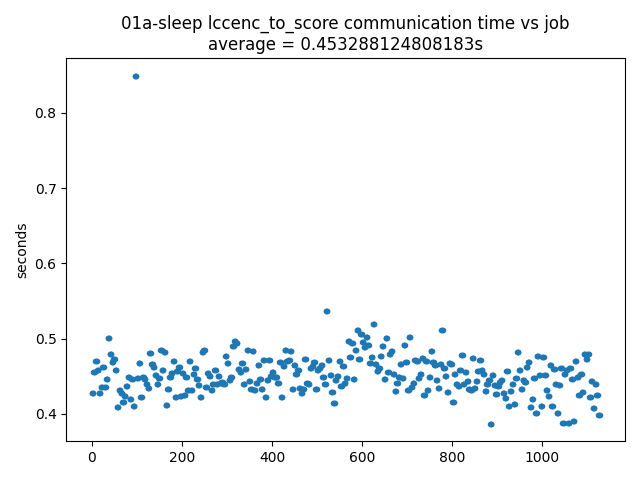 01a-sleep lccenc_to_score communication time vs job
average = 0.453288124808183s
0.8
0.7
0.6
0.5
0.4
seconds
0 200 400 600 800 1000